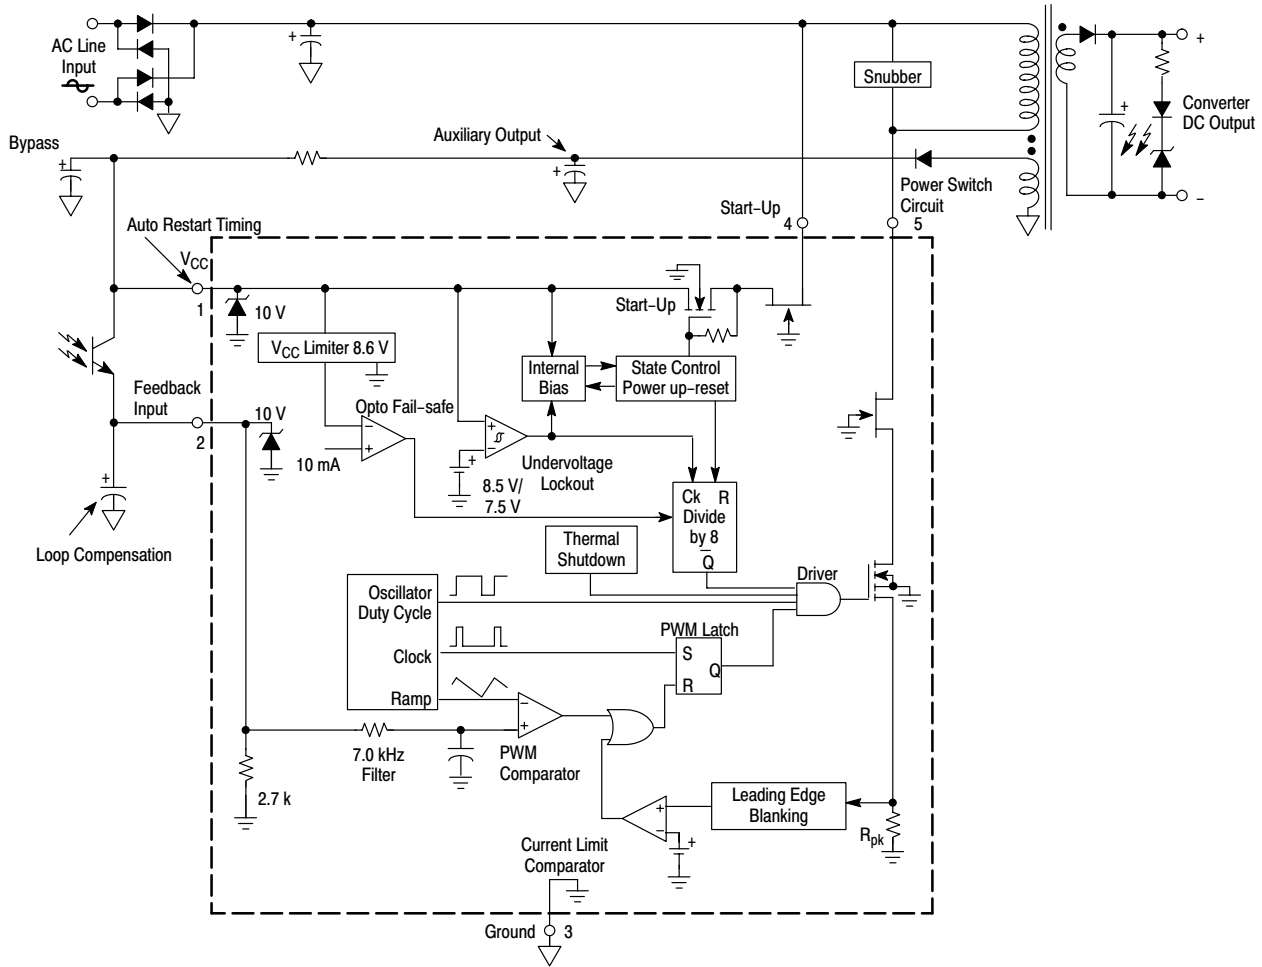 AC Line
Input
+
Snubber
+
+
Converter
DC Output
−
Bypass
+
Auxiliary Output
+
Power Switch
Circuit
Start−Up
4
5
Auto Restart Timing
VCC
1
10 V
Start−Up
VCC Limiter 8.6 V
Internal
Bias
State Control
Power up−reset
Feedback
Input
2
10 V
Opto Fail−safe
−
+
10 mA
+
−
+
8.5 V/
7.5 V
Undervoltage
Lockout
+
Loop Compensation
Ck R
Divide
by 8
Q
Thermal
Shutdown
Driver
Oscillator
Duty Cycle
Clock
Ramp
PWM Latch
S
Q
R
−
+
PWM
Comparator
7.0 kHz
Filter
2.7 k
Leading Edge
Blanking
+
−
+
Rpk
Current Limit
Comparator
Ground
3